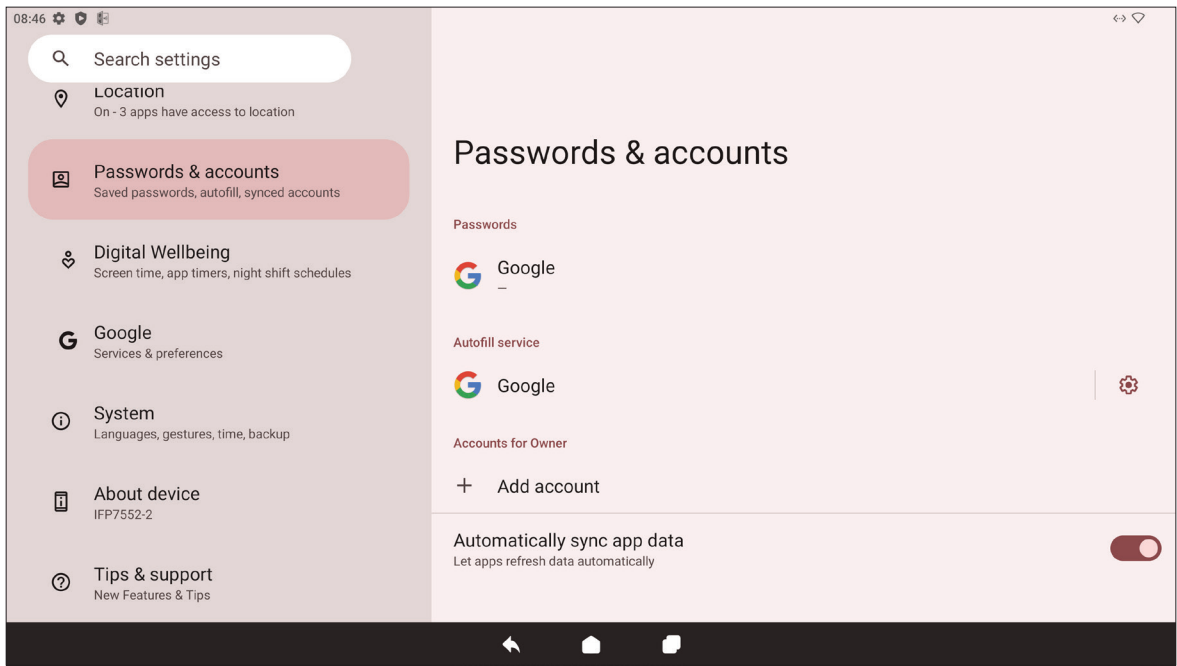 08:46
Search settings
Location
On - 3 apps have access to location
Passwords & accounts
Saved passwords, autofill, synced accounts
Digital Wellbeing
Screen time, app timers, night shift schedules
Google
Services & preferences
System
Languages, gestures, time, backup
About device
IFP7552-2
Tips & support
New Features & Tips
Passwords & accounts
Passwords
Google
–
Autofill service
Google
Accounts for Owner
Add account
Automatically sync app data
Let apps refresh data automatically